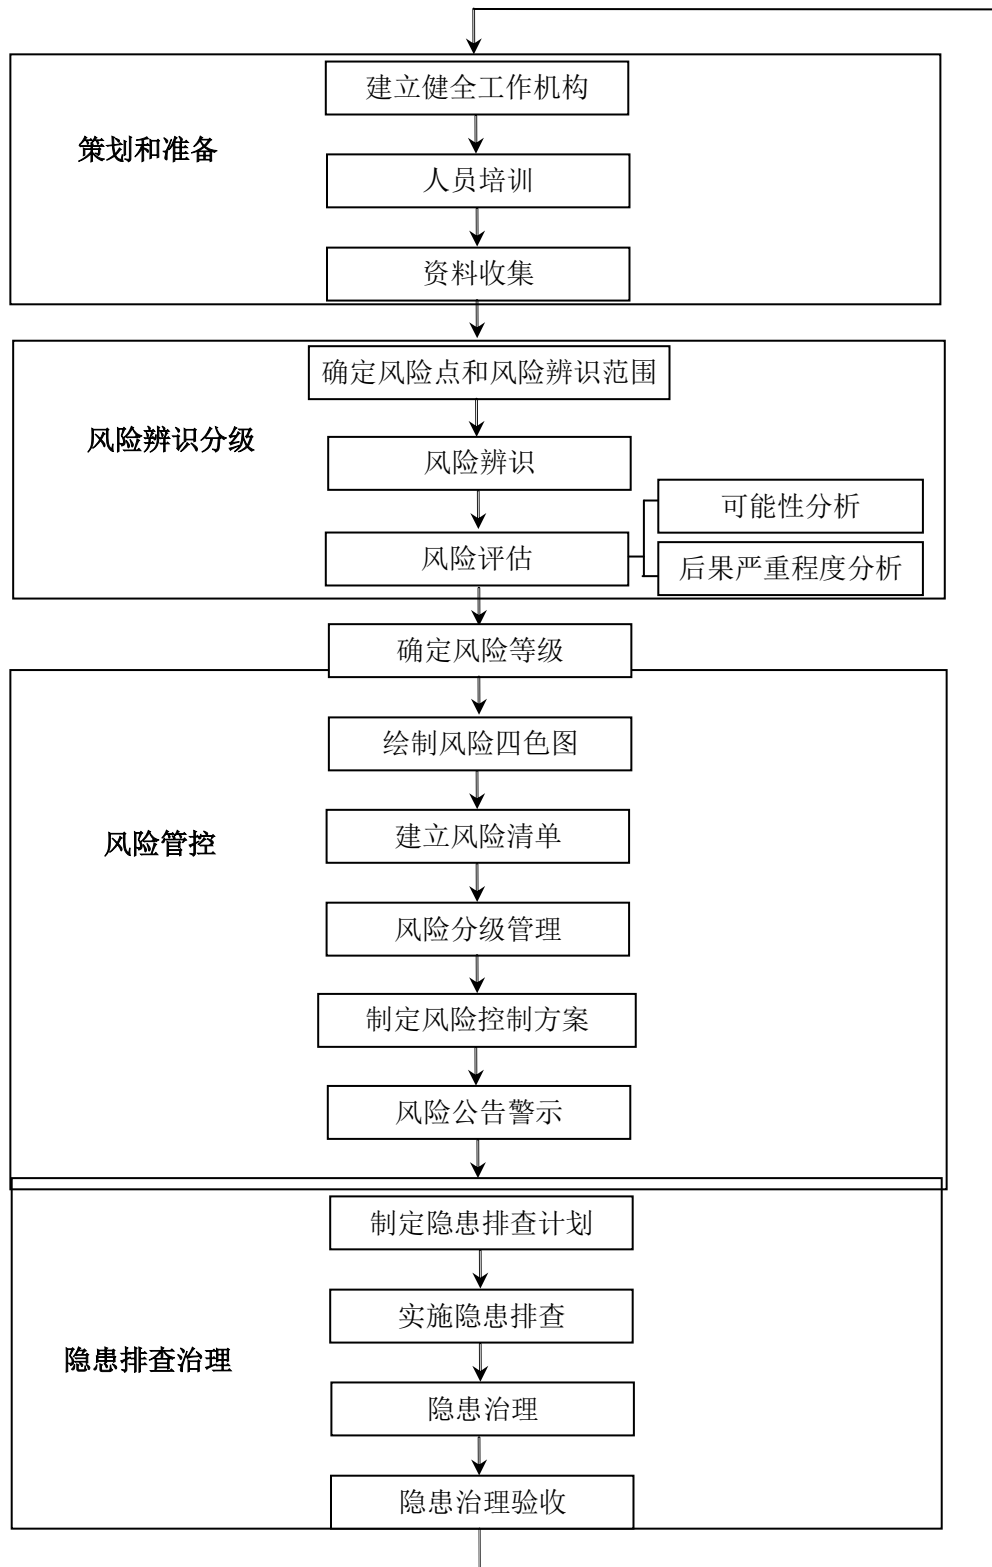 建立健全工作机构
策划和准备
人员培训
资料收集
确定风险点和风险辨识范围
风险辨识分级
风险辨识
可能性分析
风险评估
后果严重程度分析
确定风险等级
绘制风险四色图
建立风险清单
风险管控
风险分级管理
制定风险控制方案
风险公告警示
制定隐患排查计划
实施隐患排查
隐患排查治理
隐患治理
隐患治理验收